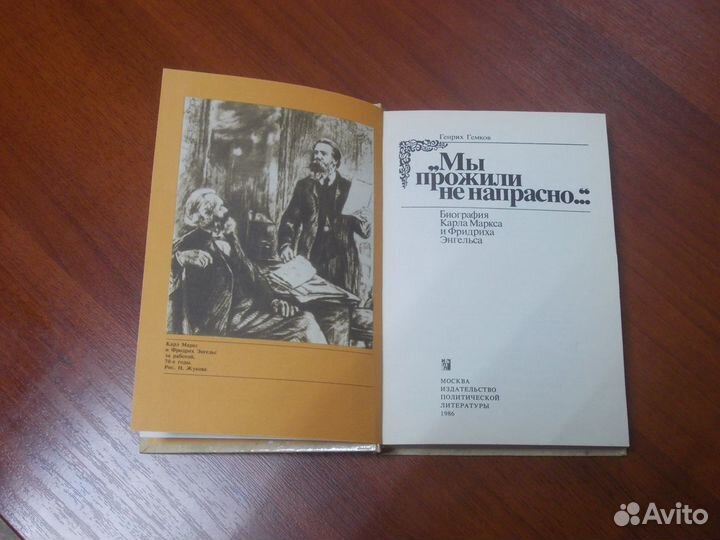 Карл Маркс
и Фридрих Энгельс
за работой.
70-е годы.
Рис. Н. Жукова
Генрих Гемков
„Мы
прожили
не напрасно...“
Биография
Карла Маркса
и Фридриха
Энгельса
МОСКВА
ИЗДАТЕЛЬСТВО
ПОЛИТИЧЕСКОЙ
ЛИТЕРАТУРЫ
1986
Avito